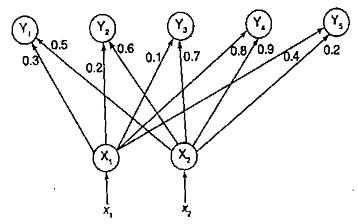 Y₁ Y₂ Y₃ Y₄ Y₅
0.5 0.6 0.1 0.7 0.8 0.9 0.4 0.2
0.3 0.2
X₁ X₂
x₁ x₂